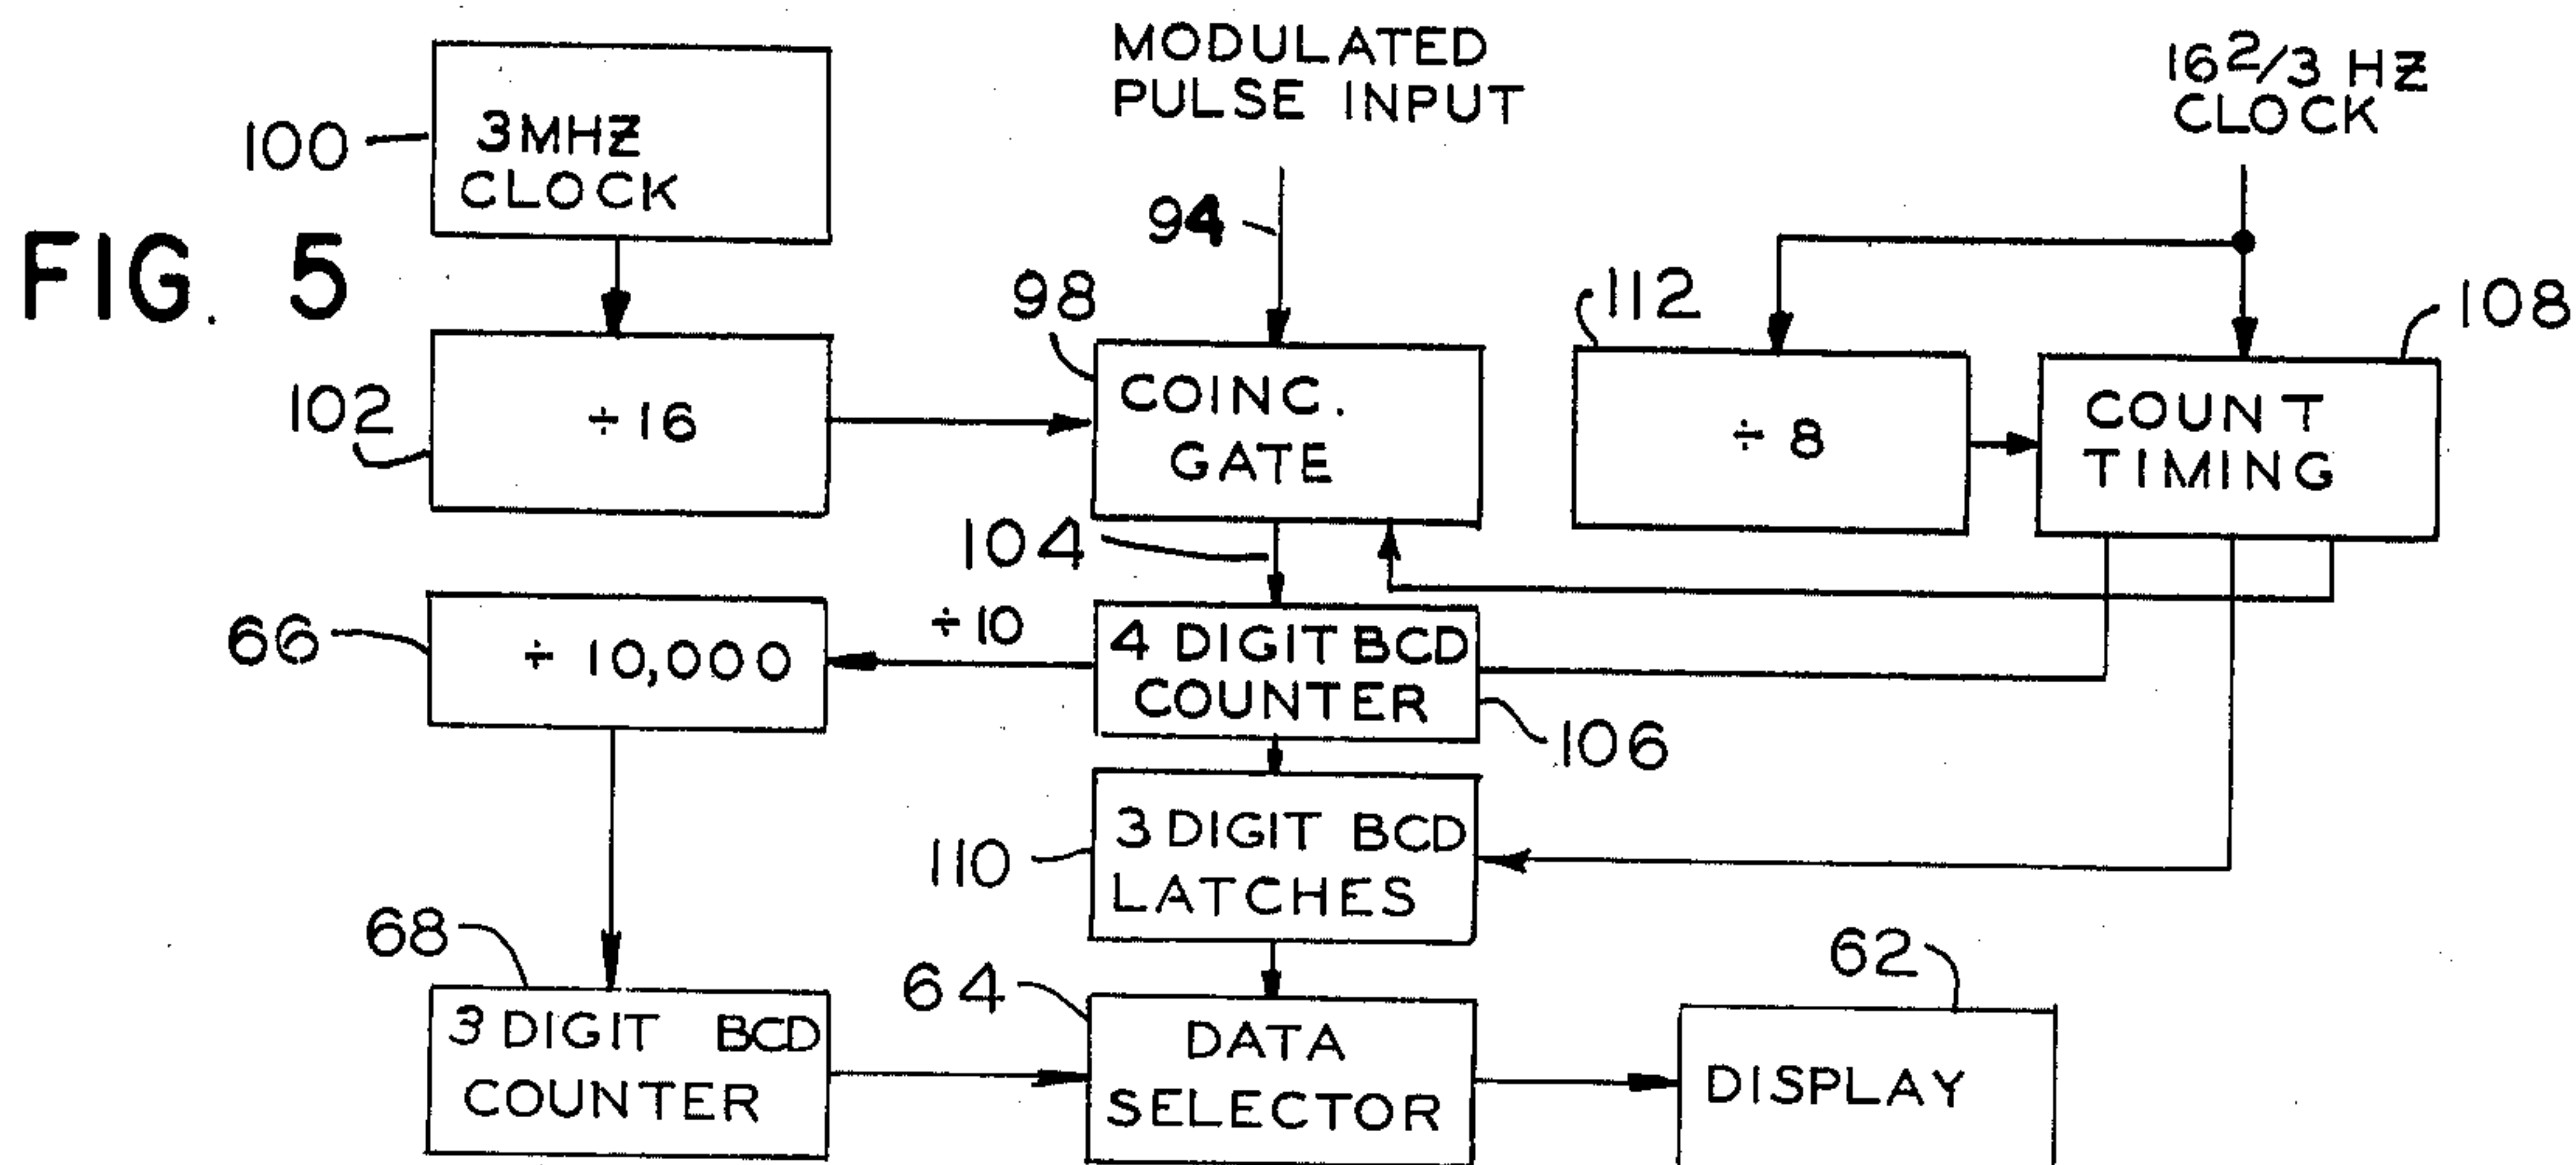 FIG. 5
100
3MHZ
CLOCK
MODULATED
PULSE INPUT
94
16 2/3 HZ
CLOCK
102
÷ 16
98
COINC.
GATE
112
÷ 8
108
COUNT
TIMING
104
66
÷ 10,000
÷ 10
4 DIGIT BCD
COUNTER
106
110
3 DIGIT BCD
LATCHES
68
3 DIGIT BCD
COUNTER
64
DATA
SELECTOR
62
DISPLAY